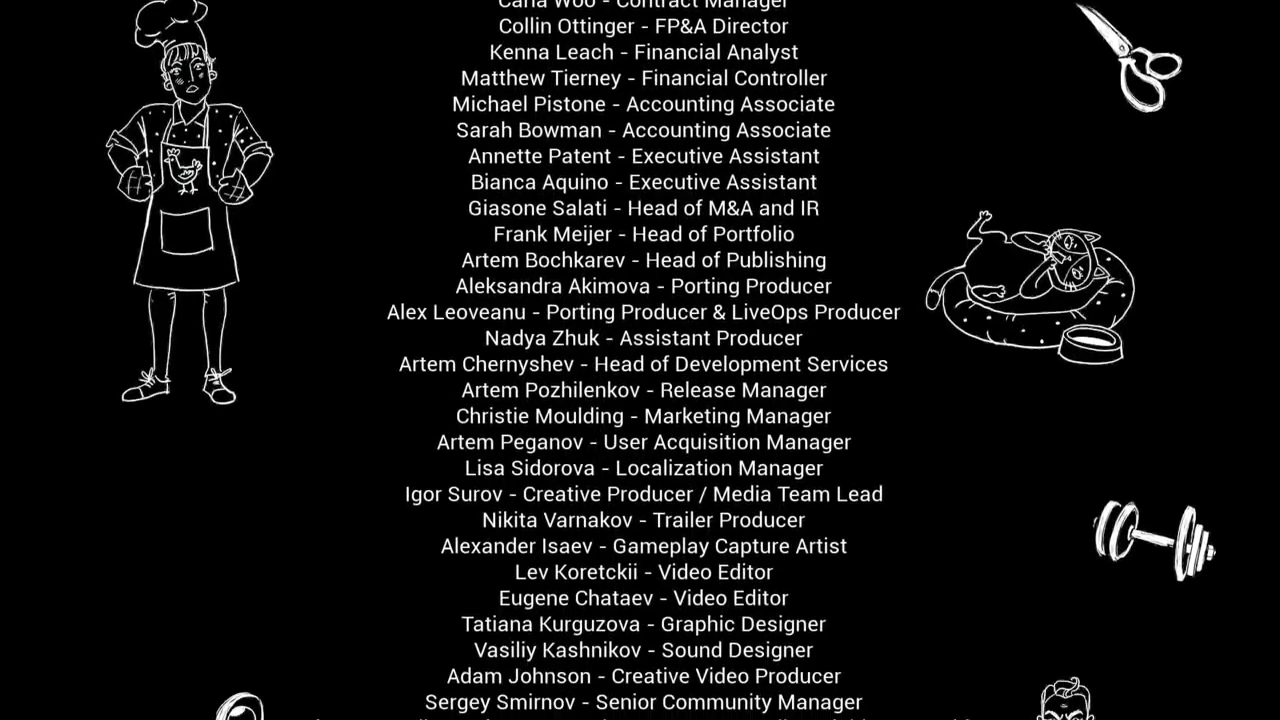 Carla Woo - Contract Manager
Collin Ottinger - FP&A Director
Kenna Leach - Financial Analyst
Matthew Tierney - Financial Controller
Michael Pistone - Accounting Associate
Sarah Bowman - Accounting Associate
Annette Patent - Executive Assistant
Bianca Aquino - Executive Assistant
Giasone Salati - Head of M&A and IR
Frank Meijer - Head of Portfolio
Artem Bochkarev - Head of Publishing
Aleksandra Akimova - Porting Producer
Alex Leoveanu - Porting Producer & LiveOps Producer
Nadya Zhuk - Assistant Producer
Artem Chernyshev - Head of Development Services
Artem Pozhilenkov - Release Manager
Christie Moulding - Marketing Manager
Artem Peganov - User Acquisition Manager
Lisa Sidorova - Localization Manager
Igor Surov - Creative Producer / Media Team Lead
Nikita Varnakov - Trailer Producer
Alexander Isaev - Gameplay Capture Artist
Lev Koretckii - Video Editor
Eugene Chataev - Video Editor
Tatiana Kurguzova - Graphic Designer
Vasiliy Kashnikov - Sound Designer
Adam Johnson - Creative Video Producer
Sergey Smirnov - Senior Community Manager